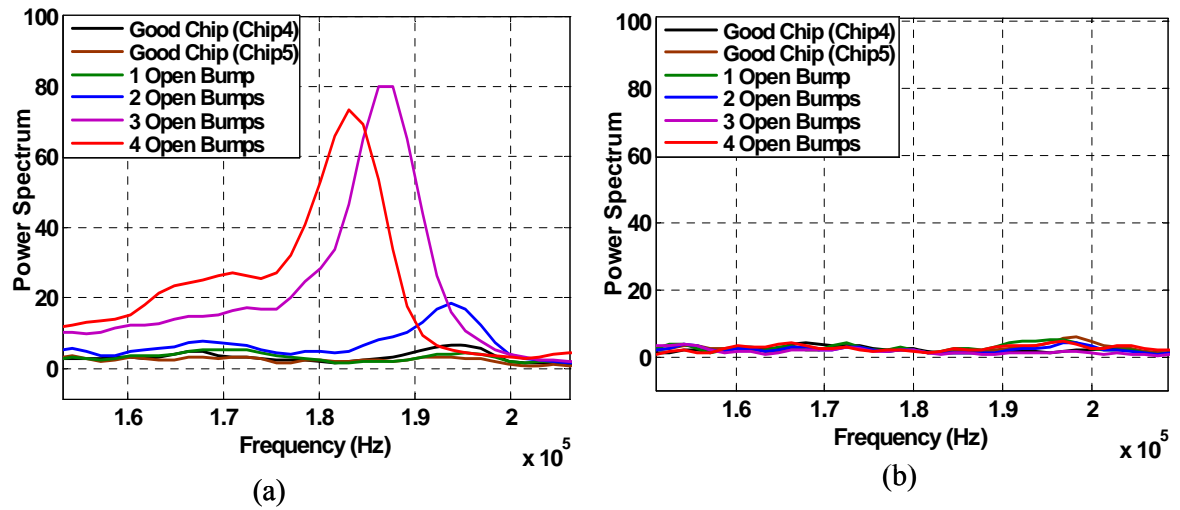 100
80
60
40
20
0
Power Spectrum
Good Chip (Chip4)
Good Chip (Chip5)
1 Open Bump
2 Open Bumps
3 Open Bumps
4 Open Bumps
1.6 1.7 1.8 1.9 2
Frequency (Hz)
x 10^5
(a)
100
80
60
40
20
0
Power Spectrum
Good Chip (Chip4)
Good Chip (Chip5)
1 Open Bump
2 Open Bumps
3 Open Bumps
4 Open Bumps
1.6 1.7 1.8 1.9 2
Frequency (Hz)
x 10^5
(b)